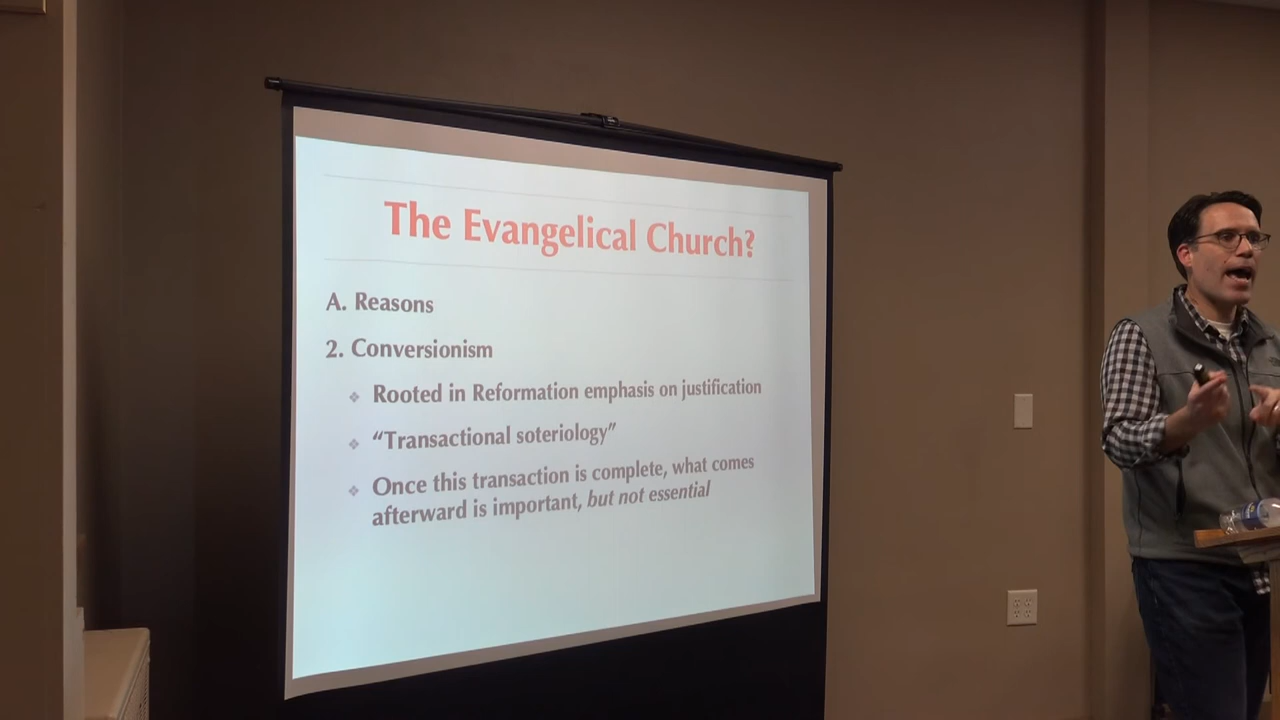 The Evangelical Church?
A. Reasons
2. Conversionism
Rooted in Reformation emphasis on justification
“Transactional soteriology”
Once this transaction is complete, what comes
afterward is important, but not essential